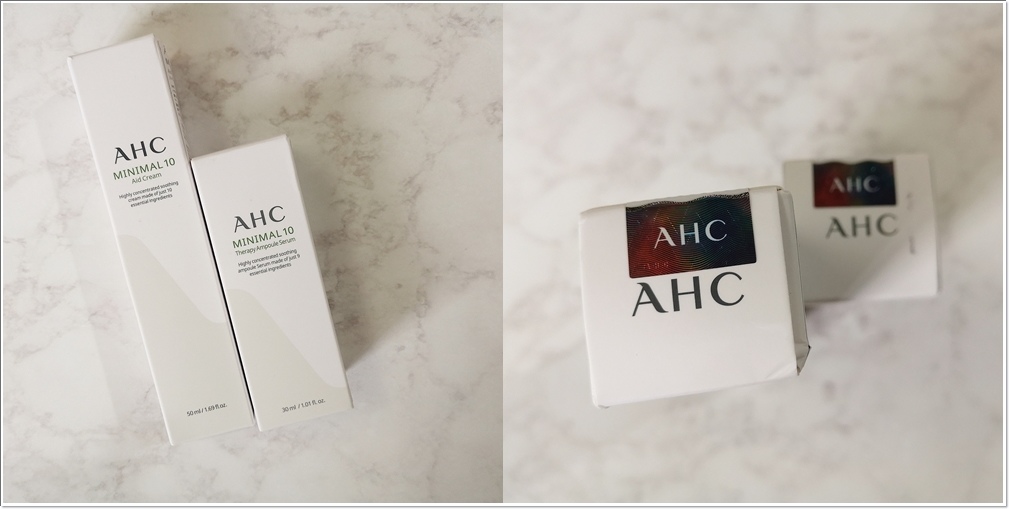 AHC
MINIMAL 10
Aid Cream
Highly concentrated soothing
cream made of just 10
essential ingredients
50 ml / 1.69 fl. oz.
AHC
MINIMAL 10
Therapy Ampoule Serum
Highly concentrated soothing
ampoule Serum made of just 9
essential ingredients
30 ml / 1.01 fl. oz.
AHC
AHC
AHC
AHC